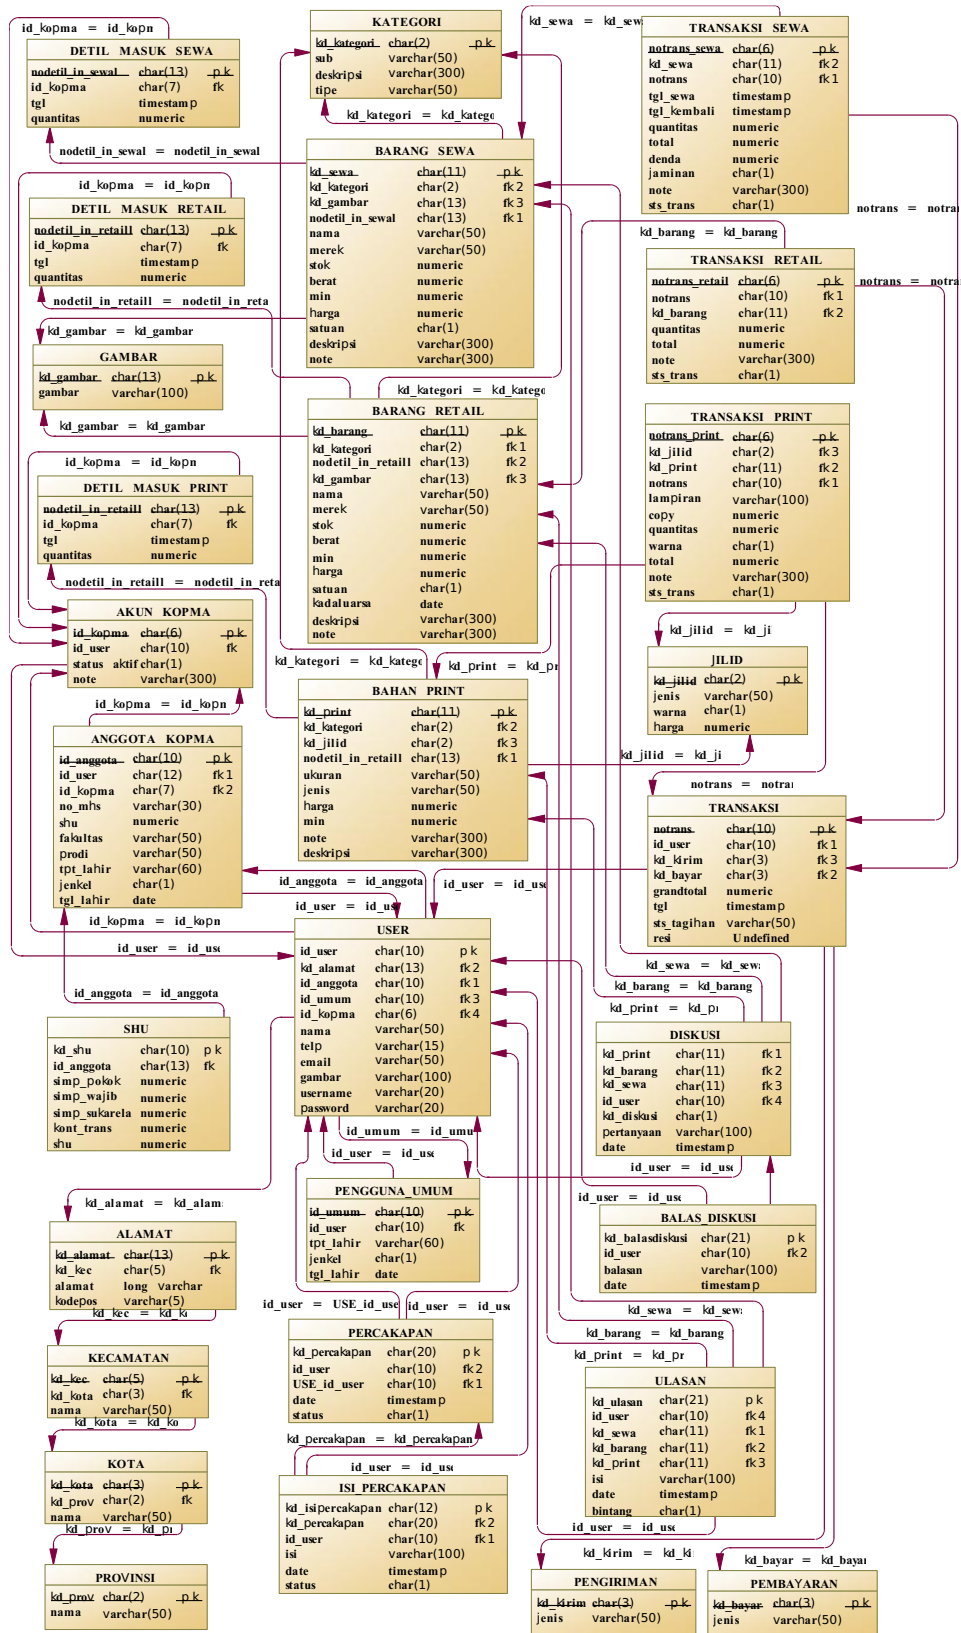 id_kopma = id_kopn
DETIL MASUK SEWA
nodetil_in_sewal char(13) pk
id_kopma char(7) fk
tgl timestamp
quantitas numeric
nodetil_in_sewal = nodetil_in_sewal
KATEGORI
kd_kategori char(2) pk
sub varchar(50)
deskripsi varchar(300)
tipe varchar(50)
kd_kategori = kd_katego
kd_sewa = kd_sew
TRANSAKSI SEWA
notrans_sewa char(6) pk
kd_sewa char(11) fk2
notrans char(10) fk1
tgl_sewa timestamp
tgl_kembali timestamp
quantitas numeric
total numeric
denda numeric
jaminan char(1)
note varchar(300)
sts_trans char(1)
notrans = notra
BARANG SEWA
kd_sewa char(11) pk
kd_kategori char(2) fk2
kd_gambar char(13) fk3
nodetil_in_sewal char(13) fk1
nama varchar(50)
merek varchar(50)
stok numeric
berat numeric
min numeric
harga numeric
satuan char(1)
deskripsi varchar(300)
note varchar(300)
id_kopma = id_kopn
DETIL MASUK RETAIL
nodetil_in_retaill char(13) pk
id_kopma char(7) fk
tgl timestamp
quantitas numeric
nodetil_in_retaill = nodetil_in_reta
kd_gambar = kd_gambar
GAMBAR
kd_gambar char(13) pk
gambar varchar(100)
kd_gambar = kd_gambar
kd_barang = kd_barang
TRANSAKSI RETAIL
notrans_retail char(6) pk
notrans char(10) fk1
kd_barang char(11) fk2
quantitas numeric
total numeric
note varchar(300)
sts_trans char(1)
notrans = notra
kd_kategori = kd_katego
BARANG RETAIL
kd_barang char(11) pk
kd_kategori char(2) fk1
nodetil_in_retaill char(13) fk2
kd_gambar char(13) fk3
nama varchar(50)
merek varchar(50)
stok numeric
berat numeric
min numeric
harga numeric
satuan char(1)
kadaluarsa date
deskripsi varchar(300)
note varchar(300)
TRANSAKSI PRINT
notrans_print char(6) pk
kd_jilid char(2) fk3
kd_print char(11) fk2
notrans char(10) fk1
lampiran varchar(100)
copy numeric
quantitas numeric
warna char(1)
total numeric
note varchar(300)
sts_trans char(1)
id_kopma = id_kopn
DETIL MASUK PRINT
nodetil_in_retaill char(13) pk
id_kopma char(7) fk
tgl timestamp
quantitas numeric
nodetil_in_retaill = nodetil_in_reta
AKUN KOPMA
id_kopma char(6) pk
id_user char(10) fk
status aktif char(1)
note varchar(300)
id_kopma = id_kopn
kd_kategori = kd_katego
kd_print = kd_pr
kd_jilid = kd_ji
JILID
kd_jilid char(2) pk
jenis varchar(50)
warna char(1)
harga numeric
kd_jilid = kd_ji
BAHAN PRINT
kd_print char(11) pk
kd_kategori char(2) fk2
kd_jilid char(2) fk3
nodetil_in_retaill char(13) fk1
ukuran varchar(50)
jenis varchar(50)
harga numeric
min numeric
note varchar(300)
deskripsi varchar(300)
ANGGOTA KOPMA
id_anggota char(10) pk
id_user char(12) fk1
id_kopma char(7) fk2
no_mhs varchar(30)
shu numeric
fakultas varchar(50)
prodi varchar(50)
tpt_lahir varchar(60)
jenkel char(1)
tgl_lahir date
notrans = notra
TRANSAKSI
notrans char(10) pk
id_user char(10) fk1
kd_kirim char(3) fk3
kd_bayar char(3) fk2
grandtotal numeric
tgl timestamp
sts_tagihan varchar(50)
resi Undefined
id_anggota = id_anggota
id_user = id_use
id_user = id_us
id_kopma = id_kopn
id_user = id_use
id_anggota = id_anggota
USER
id_user char(10) pk
kd_alamat char(13) fk2
id_anggota char(10) fk1
id_umum char(10) fk3
id_kopma char(6) fk4
nama varchar(50)
telp varchar(15)
email varchar(50)
gambar varchar(100)
username varchar(20)
password varchar(20)
SHU
kd_shu char(10) pk
id_anggota char(13) fk
simp_pokok numeric
simp_wajib numeric
simp_sukarela numeric
kont_trans numeric
shu numeric
kd_sewa = kd_sew
kd_barang = kd_barang
kd_print = kd_pi
DISKUSI
kd_print char(11) fk1
kd_barang char(11) fk2
kd_sewa char(11) fk3
id_user char(10) fk4
kd_diskusi char(1)
pertanyaan varchar(100)
date timestamp
id_user = id_use
id_umum = id_umu
id_user = id_use
PENGGUNA_UMUM
id_umum char(10) pk
id_user char(10) fk
tpt_lahir varchar(60)
jenkel char(1)
tgl_lahir date
id_user = id_use
BALAS_DISKUSI
kd_balasdiskusi char(21) pk
id_user char(10) fk2
balasan varchar(100)
date timestamp
kd_alamat = kd_alam
ALAMAT
kd_alamat char(13) pk
kd_kec char(5) fk
alamat long varchar
kodepos varchar(5)
kd_kec = kd_k
KECAMATAN
kd_kec char(5) pk
kd_kota char(3) fk
nama varchar(50)
kd_kota = kd_ko
KOTA
kd_kota char(3) pk
kd_prov char(2) fk
nama varchar(50)
kd_prov = kd_pi
PROVINSI
kd_prov char(2) pk
nama varchar(50)
id_user = USE_id_use
id_user = id_use
PERCAKAPAN
kd_percakapan char(20) pk
id_user char(10) fk2
USE_id_user char(10) fk1
date timestamp
status char(1)
kd_percakapan = kd_percakapan
id_user = id_use
ISI_PERCAKAPAN
kd_isipercakapan char(12) pk
kd_percakapan char(20) fk2
id_user char(10) fk1
isi varchar(100)
date timestamp
status char(1)
kd_sewa = kd_sew
kd_barang = kd_barang
kd_print = kd_pr
ULASAN
kd_ulasan char(21) pk
id_user char(10) fk4
kd_sewa char(11) fk1
kd_barang char(11) fk2
kd_print char(11) fk3
isi varchar(100)
date timestamp
bintang char(1)
id_user = id_use
kd_kirim = kd_ki
PENGIRIMAN
kd_kirim char(3) pk
jenis varchar(50)
kd_bayar = kd_bayar
PEMBAYARAN
kd_bayar char(3) pk
jenis varchar(50)